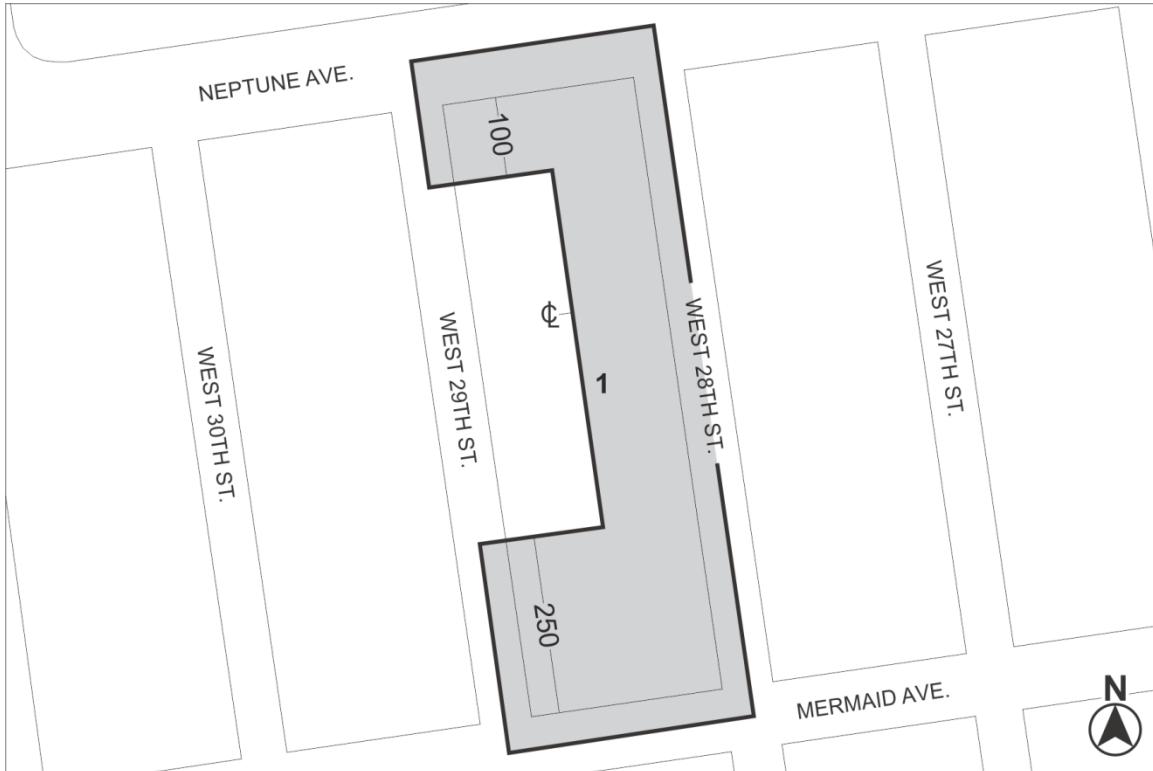 NEPTUNE AVE.
100
WEST 30TH ST.
WEST 29TH ST.
℄
1
WEST 28TH ST.
WEST 27TH ST.
250
MERMAID AVE.
N